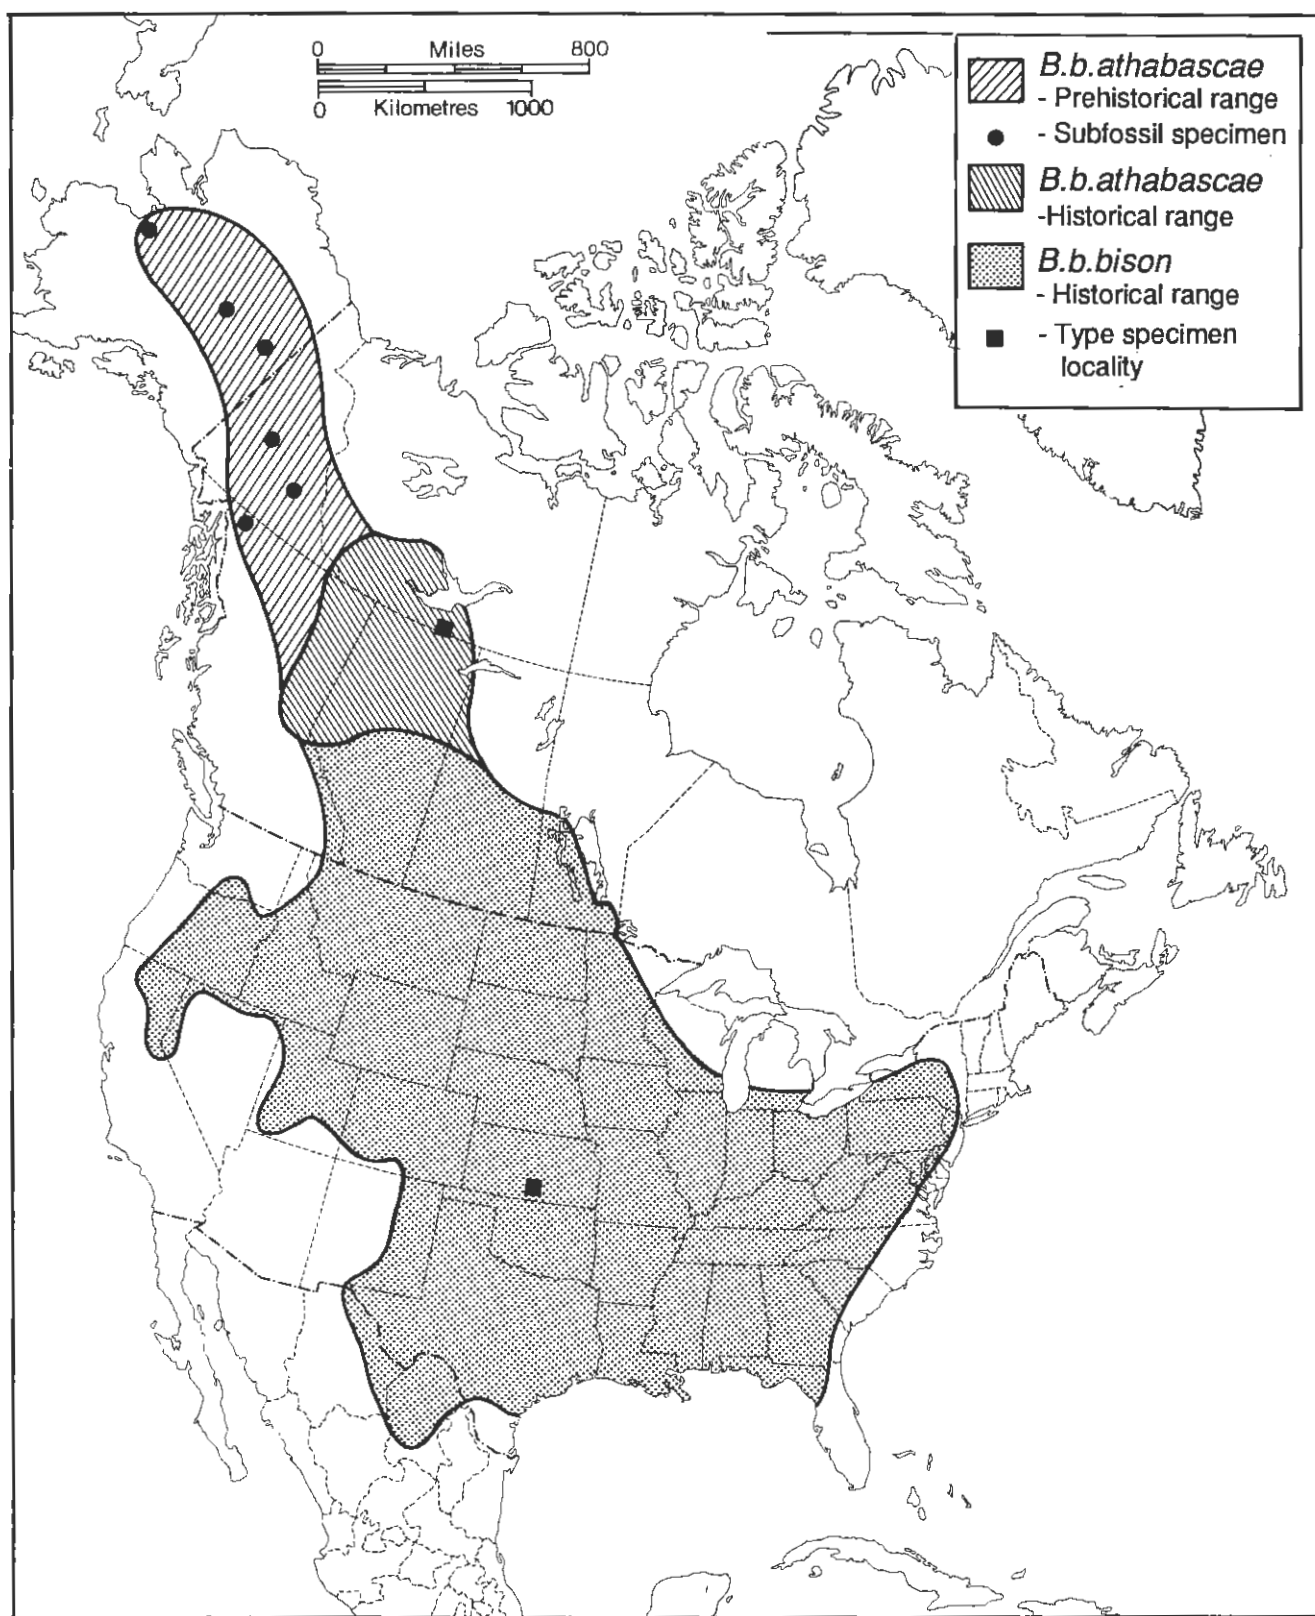 0 Miles 800
0 Kilometres 1000
B.b.athabascae
- Prehistorical range
- Subfossil specimen
B.b.athabascae
-Historical range
B.b.bison
- Historical range
- Type specimen
locality